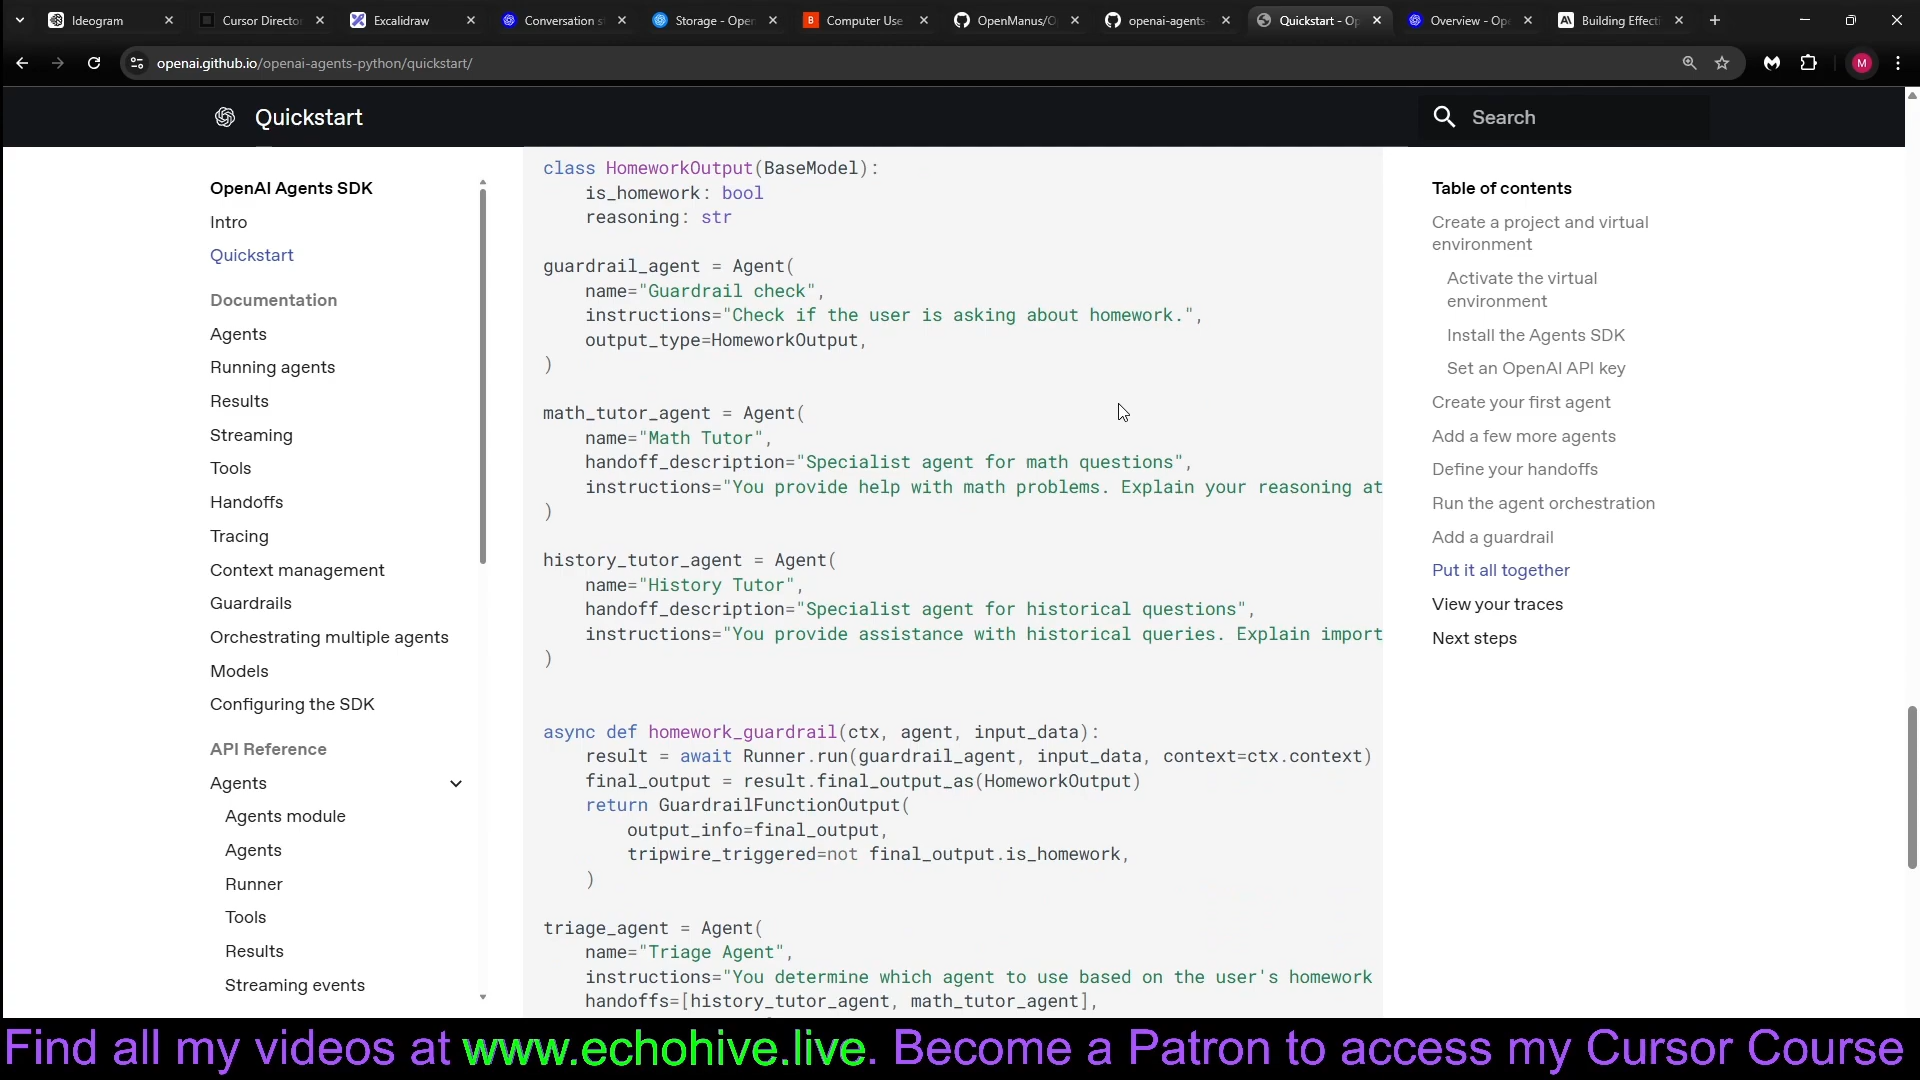 Ideogram
Cursor Directo
Excalidraw
Conversation s
Storage - Open
Computer Use
OpenManus/O
openai-agents-
Quickstart - Op
Overview - Ope
Building Effecti
openai.github.io/openai-agents-python/quickstart/
M
Quickstart
Search
OpenAI Agents SDK
Intro
Quickstart
Documentation
Agents
Running agents
Results
Streaming
Tools
Handoffs
Tracing
Context management
Guardrails
Orchestrating multiple agents
Models
Configuring the SDK
API Reference
Agents
Agents module
Agents
Runner
Tools
Results
Streaming events
class HomeworkOutput(BaseModel):
    is_homework: bool
    reasoning: str
guardrail_agent = Agent(
    name="Guardrail check",
    instructions="Check if the user is asking about homework.",
    output_type=HomeworkOutput,
)
math_tutor_agent = Agent(
    name="Math Tutor",
    handoff_description="Specialist agent for math questions",
    instructions="You provide help with math problems. Explain your reasoning at
)
history_tutor_agent = Agent(
    name="History Tutor",
    handoff_description="Specialist agent for historical questions",
    instructions="You provide assistance with historical queries. Explain import
)
async def homework_guardrail(ctx, agent, input_data):
    result = await Runner.run(guardrail_agent, input_data, context=ctx.context)
    final_output = result.final_output_as(HomeworkOutput)
    return GuardrailFunctionOutput(
        output_info=final_output,
        tripwire_triggered=not final_output.is_homework,
    )
triage_agent = Agent(
    name="Triage Agent",
    instructions="You determine which agent to use based on the user's homework
    handoffs=[history_tutor_agent, math_tutor_agent],
Table of contents
Create a project and virtual
environment
Activate the virtual
environment
Install the Agents SDK
Set an OpenAI API key
Create your first agent
Add a few more agents
Define your handoffs
Run the agent orchestration
Add a guardrail
Put it all together
View your traces
Next steps
Find all my videos at www.echohive.live. Become a Patron to access my Cursor Course